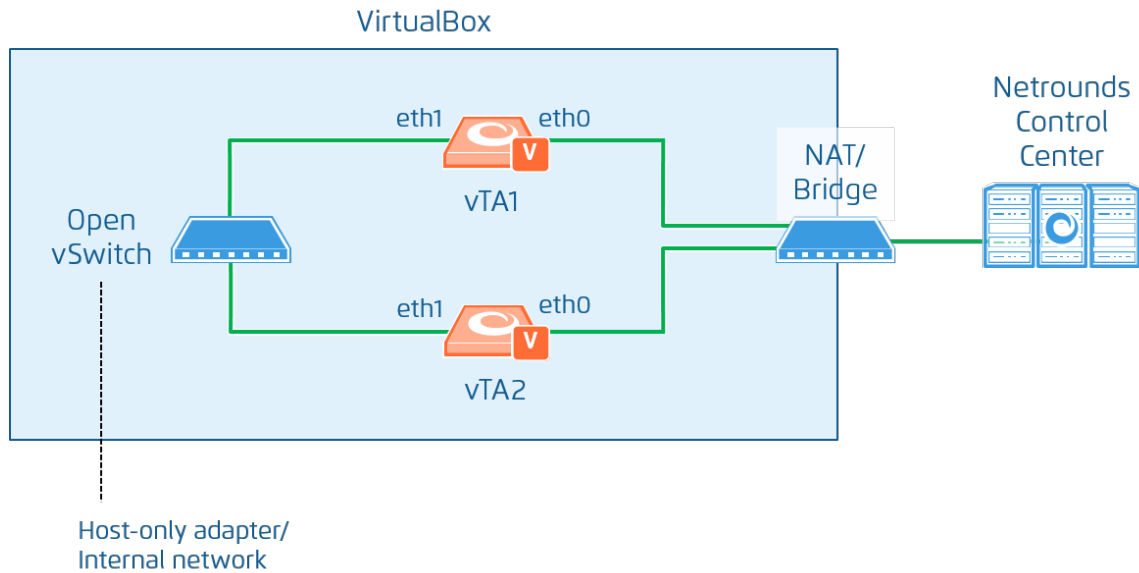 VirtualBox
Netrounds
Control
Center
eth1
eth0
V
vTA1
NAT/
Bridge
Open
vSwitch
eth1
eth0
V
vTA2
Host-only adapter/
Internal network